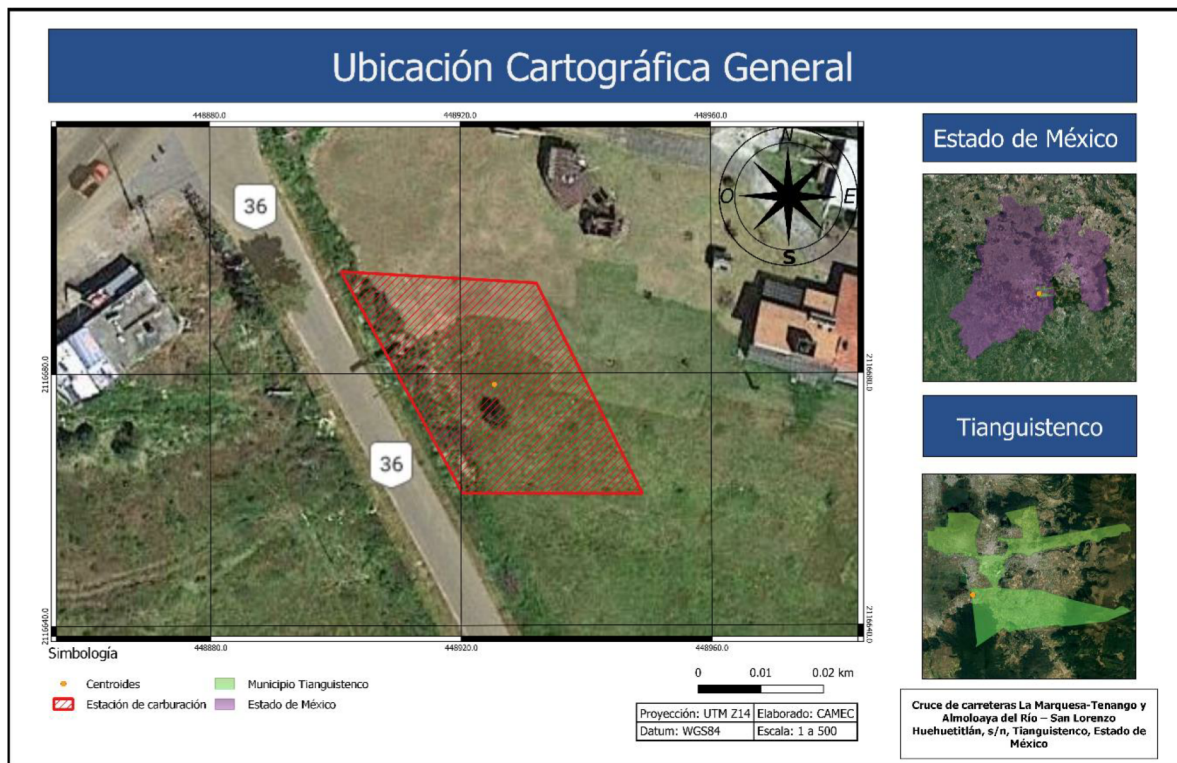 Ubicación Cartográfica General
448880.0
448920.0
448960.0
Estado de México
N
O
E
S
36
2116680.0
2116680.0
36
Tianguistenco
2116640.0
2116640.0
448880.0
448920.0
448960.0
Simbología
Centroides
Municipio Tianguistenco
Estación de carburación
Estado de México
0 0.01 0.02 km
Proyección: UTM Z14
Elaborado: CAMEC
Datum: WGS84
Escala: 1 a 500
Cruce de carreteras La Marquesa-Tenango y
Almoloaya del Río – San Lorenzo
Huehuetitlán, s/n, Tianguistenco, Estado de
México